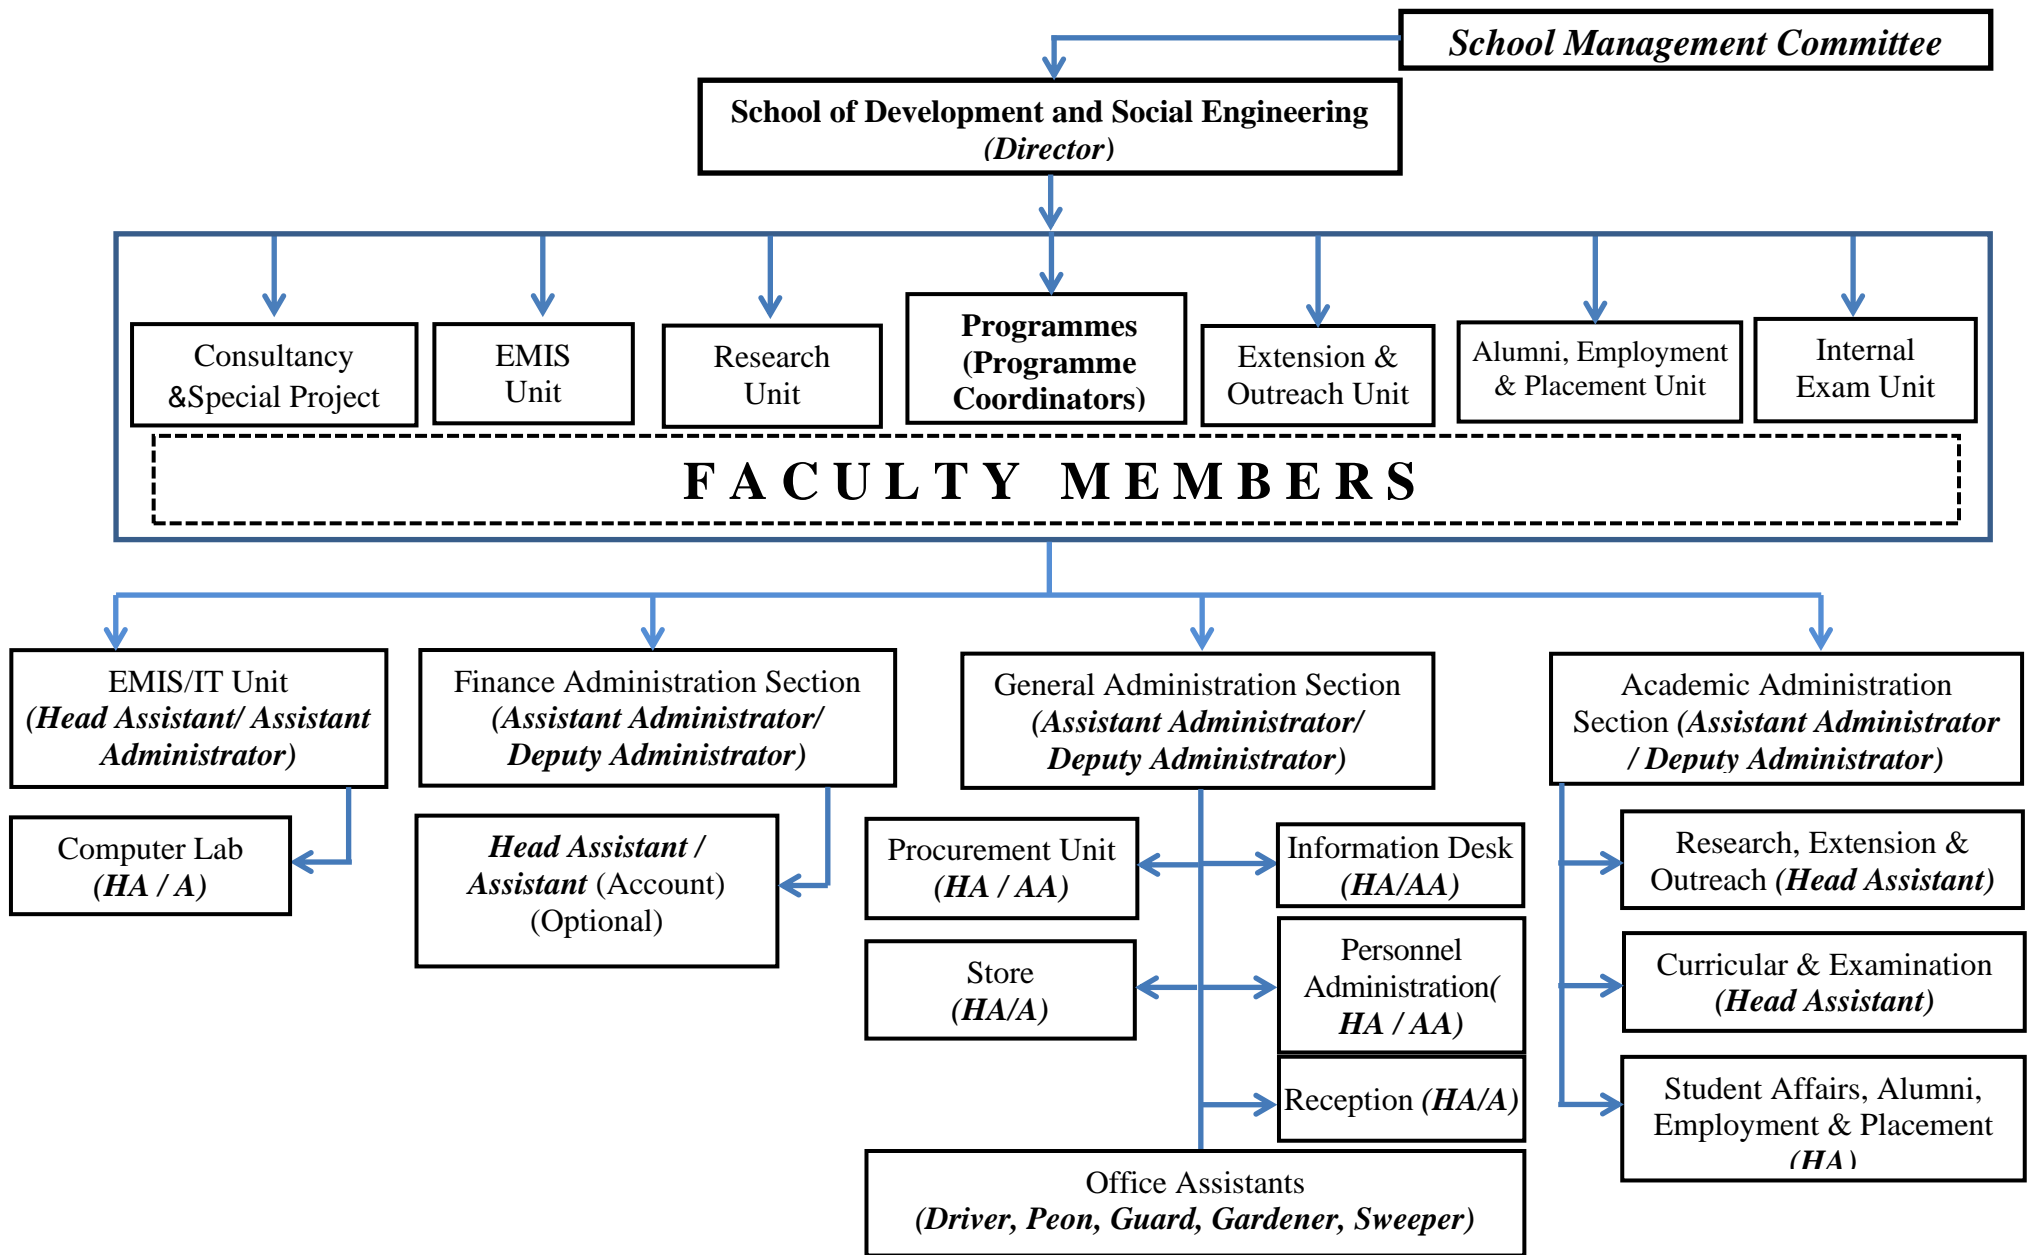 School Management Committee
School of Development and Social Engineering
(Director)
Consultancy
&Special Project
EMIS
Unit
Research
Unit
Programmes
(Programme
Coordinators)
Extension &
Outreach Unit
Alumni, Employment
& Placement Unit
Internal
Exam Unit
FACULTY MEMBERS
EMIS/IT Unit
(Head Assistant/ Assistant
Administrator)
Finance Administration Section
(Assistant Administrator/
Deputy Administrator)
General Administration Section
(Assistant Administrator/
Deputy Administrator)
Academic Administration
Section (Assistant Administrator
/ Deputy Administrator)
Computer Lab
(HA / A)
Head Assistant /
Assistant (Account)
(Optional)
Procurement Unit
(HA / AA)
Information Desk
(HA/AA)
Research, Extension &
Outreach (Head Assistant)
Store
(HA/A)
Personnel
Administration(
HA / AA)
Curricular & Examination
(Head Assistant)
Reception (HA/A)
Student Affairs, Alumni,
Employment & Placement
(HA)
Office Assistants
(Driver, Peon, Guard, Gardener, Sweeper)